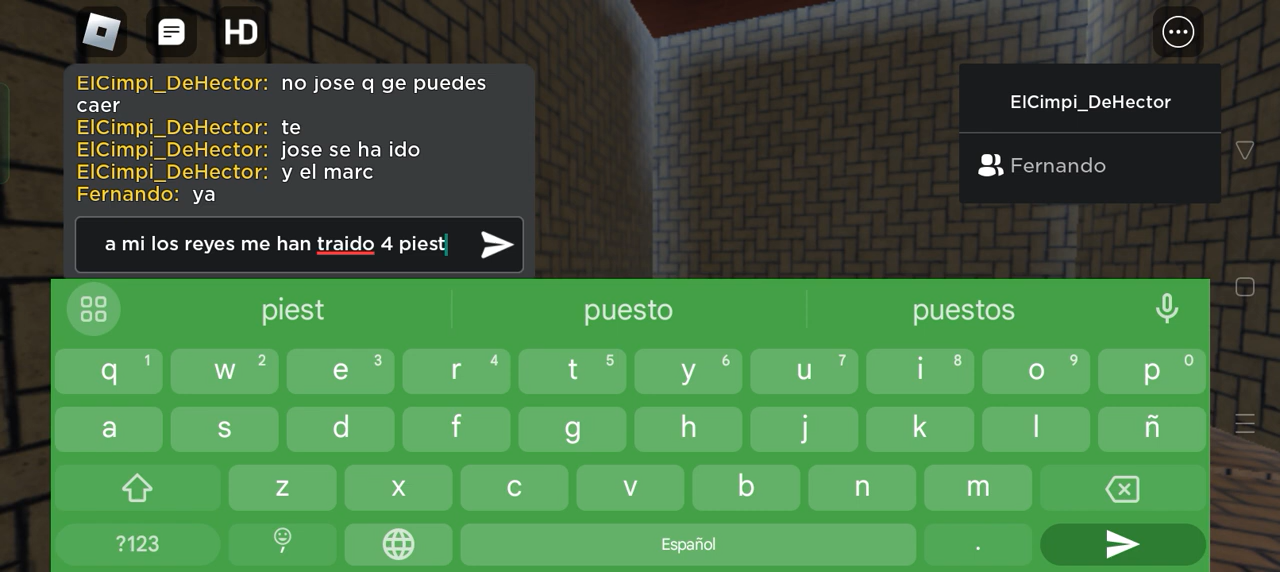 HD
ElCimpi_DeHector: no jose q ge puedes
caer
ElCimpi_DeHector: te
ElCimpi_DeHector: jose se ha ido
ElCimpi_DeHector: y el marc
Fernando: ya
a mi los reyes me han traido 4 piest
ElCimpi_DeHector
Fernando
piest puesto puestos
q 1 w 2 e 3 r 4 t 5 y 6 u 7 i 8 o 9 p 0
a s d f g h j k l ñ
z x c v b n m
?123 Español .